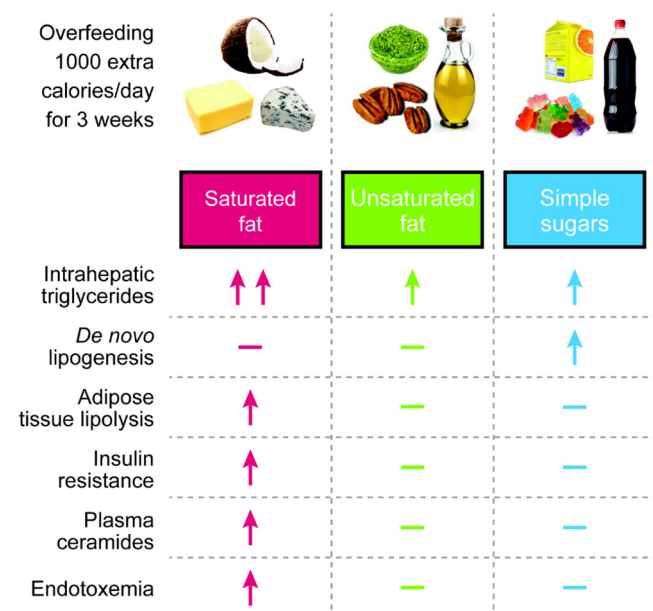 Overfeeding
1000 extra
calories/day
for 3 weeks
Saturated
fat
Unsaturated
fat
Simple
sugars
Intrahepatic
triglycerides
De novo
lipogenesis
Adipose
tissue lipolysis
Insulin
resistance
Plasma
ceramides
Endotoxemia